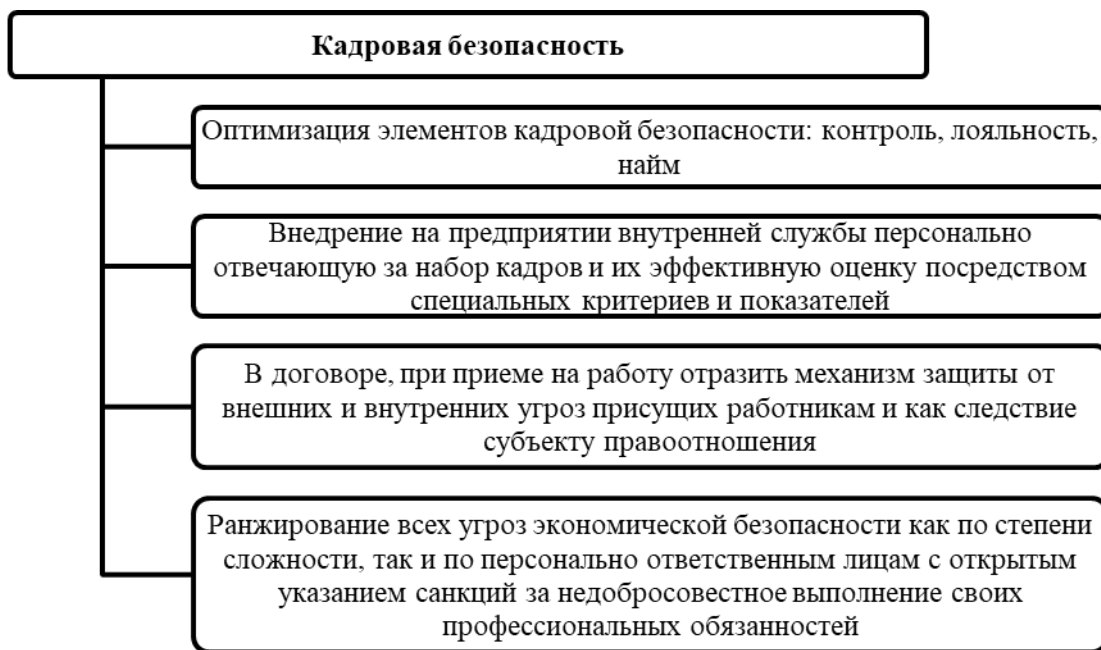 Кадровая безопасность
Оптимизация элементов кадровой безопасности: контроль, лояльность,
найм
Внедрение на предприятии внутренней службы персонально
отвечающую за набор кадров и их эффективную оценку посредством
специальных критериев и показателей
В договоре, при приеме на работу отразить механизм защиты от
внешних и внутренних угроз присущих работникам и как следствие
субъекту правоотношения
Ранжирование всех угроз экономической безопасности как по степени
сложности, так и по персонально ответственным лицам с открытым
указанием санкций за недобросовестное выполнение своих
профессиональных обязанностей